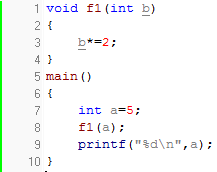 1 void f1(int b)
2 {
3     b*=2;
4 }
5 main()
6 {
7     int a=5;
8     f1(a);
9     printf("%d\n",a);
10 }